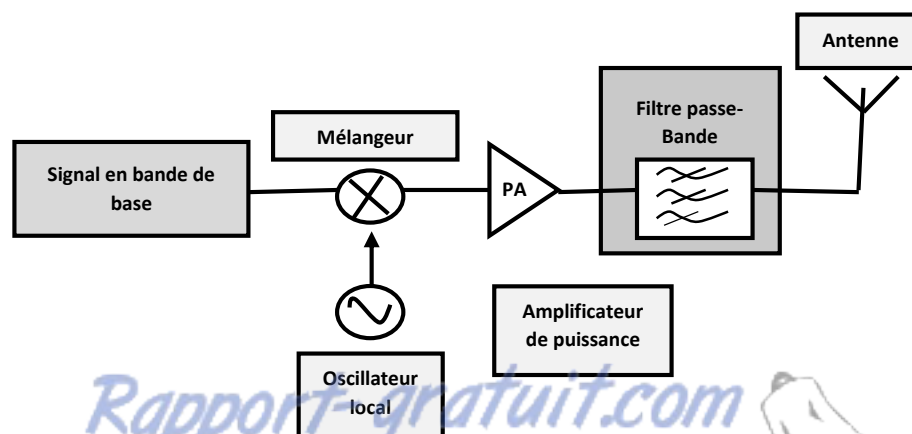 Antenne
Filtre passe-
Bande
Mélangeur
Signal en bande de
base
PA
Amplificateur
de puissance
Oscillateur
local
Rapport-gratuit.com